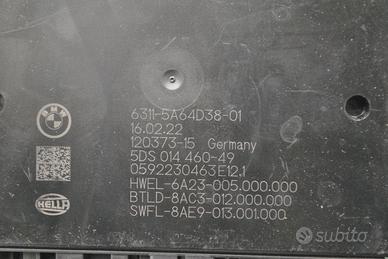 BMW
6311-5A64D38-01
16.02.22
120373-15 Germany
5DS 014 460-49
0592230463E12.1
HWEL-6A23-005.000.000
BTLD-8AC3-012.000.000
HELLA
SWFL-8AE9-013.001.000
subito